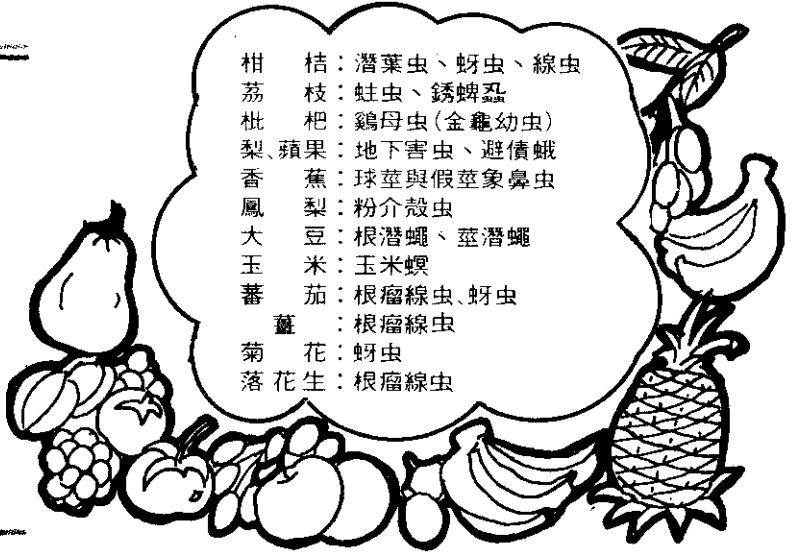 柑桔：潛葉虫、蚜虫、線虫
荔枝：蛀虫、銹蜱蝨
枇杷：鷄母虫(金龜幼虫)
梨、蘋果：地下害虫、避債蛾
香蕉：球莖與假莖象鼻虫
鳳梨：粉介殼虫
大豆：根潛蠅、莖潛蠅
玉米：玉米螟
蕃茄：根瘤線虫、蚜虫
薑：根瘤線虫
菊花：蚜虫
落花生：根瘤線虫